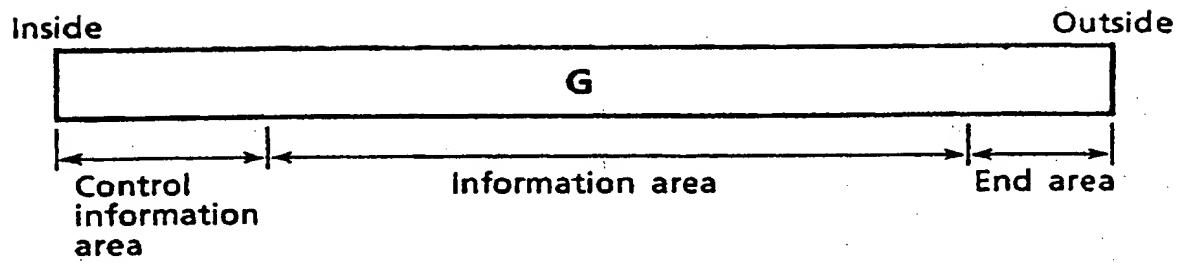 Inside
Outside
G
Control
information
area
Information area
End area